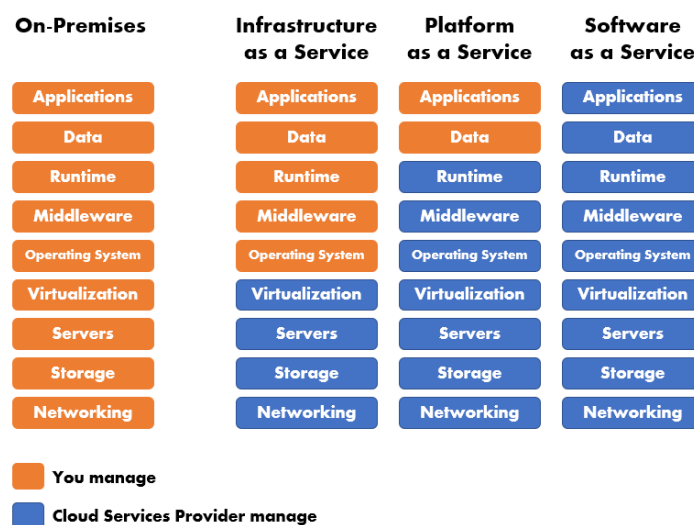 On-Premises
Infrastructure
as a Service
Platform
as a Service
Software
as a Service
Applications
Applications
Applications
Applications
Data
Data
Data
Data
Runtime
Runtime
Runtime
Runtime
Middleware
Middleware
Middleware
Middleware
Operating System
Operating System
Operating System
Operating System
Virtualization
Virtualization
Virtualization
Virtualization
Servers
Servers
Servers
Servers
Storage
Storage
Storage
Storage
Networking
Networking
Networking
Networking
You manage
Cloud Services Provider manage